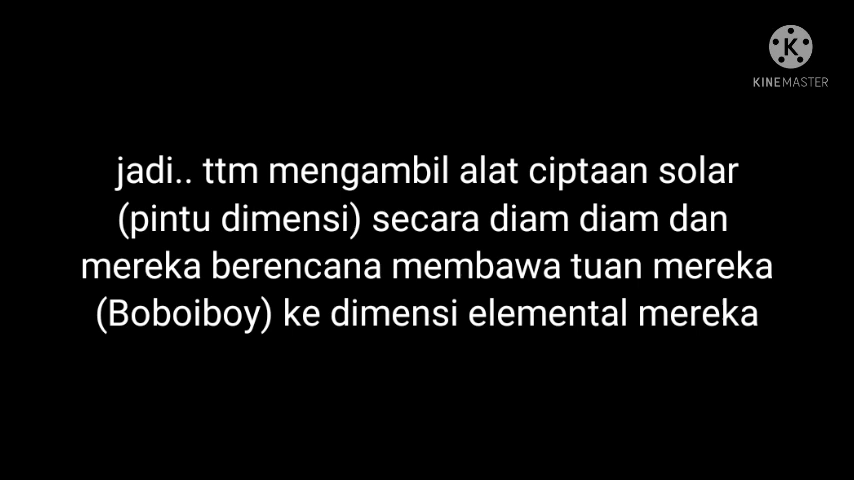 KINEMASTER
jadi.. ttm mengambil alat ciptaan solar
(pintu dimensi) secara diam diam dan
mereka berencana membawa tuan mereka
(Boboiboy) ke dimensi elemental mereka